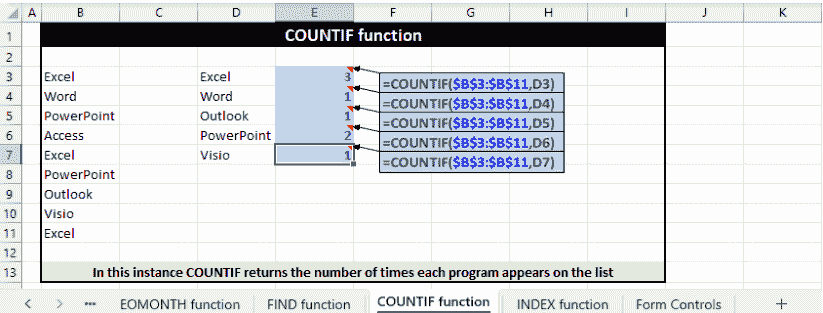 A B C D E F G H I J K
1 COUNTIF function
2
3 Excel Excel 3 =COUNTIF($B$3:$B$11,D3)
4 Word Word 1 =COUNTIF($B$3:$B$11,D4)
5 PowerPoint Outlook 1 =COUNTIF($B$3:$B$11,D5)
6 Access PowerPoint 2 =COUNTIF($B$3:$B$11,D6)
7 Excel Visio 1 =COUNTIF($B$3:$B$11,D7)
8 PowerPoint
9 Outlook
10 Visio
11 Excel
12
13 In this instance COUNTIF returns the number of times each program appears on the list
< > ••• EOMONTH function FIND function COUNTIF function INDEX function Form Controls +